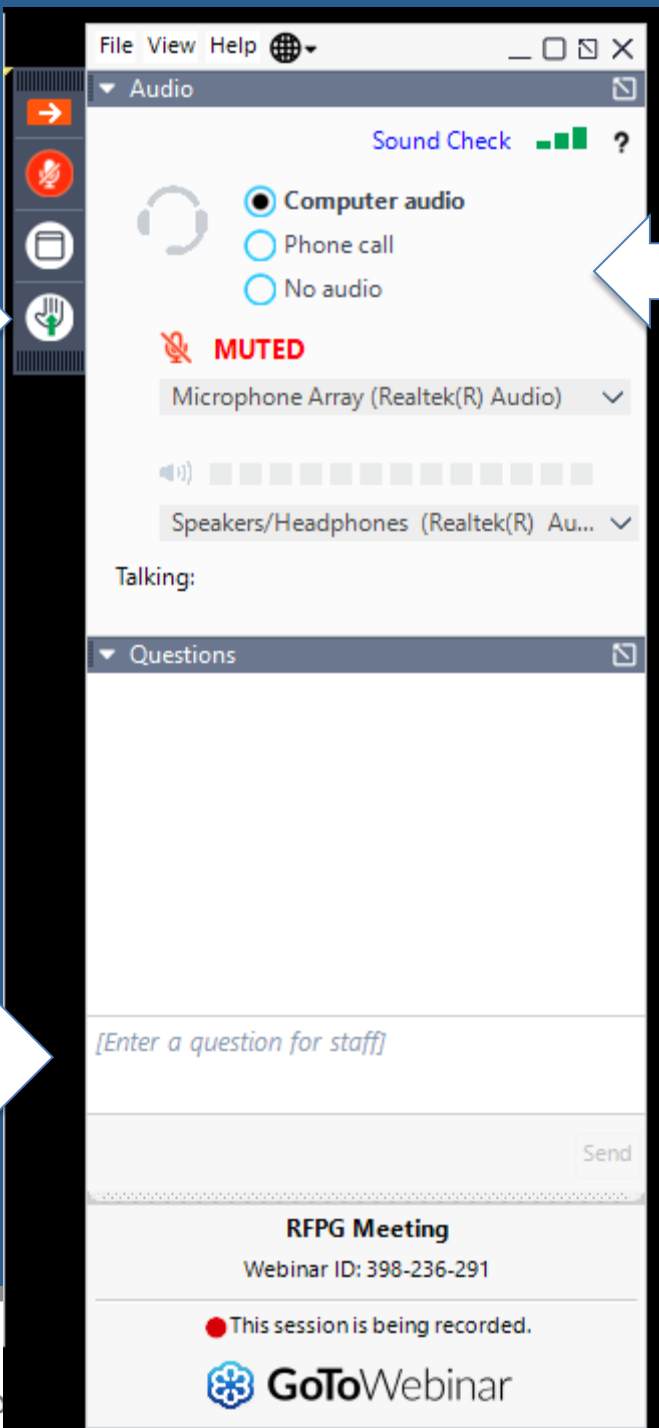 File View Help
Audio
Sound Check ?
Computer audio
Phone call
No audio
MUTED
Microphone Array (Realtek(R) Audio)
Speakers/Headphones (Realtek(R) Au...
Talking:
Questions
[Enter a question for staff]
Send
RFPG Meeting
Webinar ID: 398-236-291
This session is being recorded.
GoToWebinar